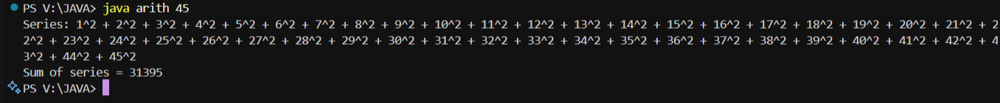 PS V:\JAVA> java arith 45
Series: 1^2 + 2^2 + 3^2 + 4^2 + 5^2 + 6^2 + 7^2 + 8^2 + 9^2 + 10^2 + 11^2 + 12^2 + 13^2 + 14^2 + 15^2 + 16^2 + 17^2 + 18^2 + 19^2 + 20^2 + 21^2 + 2
2^2 + 23^2 + 24^2 + 25^2 + 26^2 + 27^2 + 28^2 + 29^2 + 30^2 + 31^2 + 32^2 + 33^2 + 34^2 + 35^2 + 36^2 + 37^2 + 38^2 + 39^2 + 40^2 + 41^2 + 42^2 + 4
3^2 + 44^2 + 45^2
Sum of series = 31395
PS V:\JAVA>